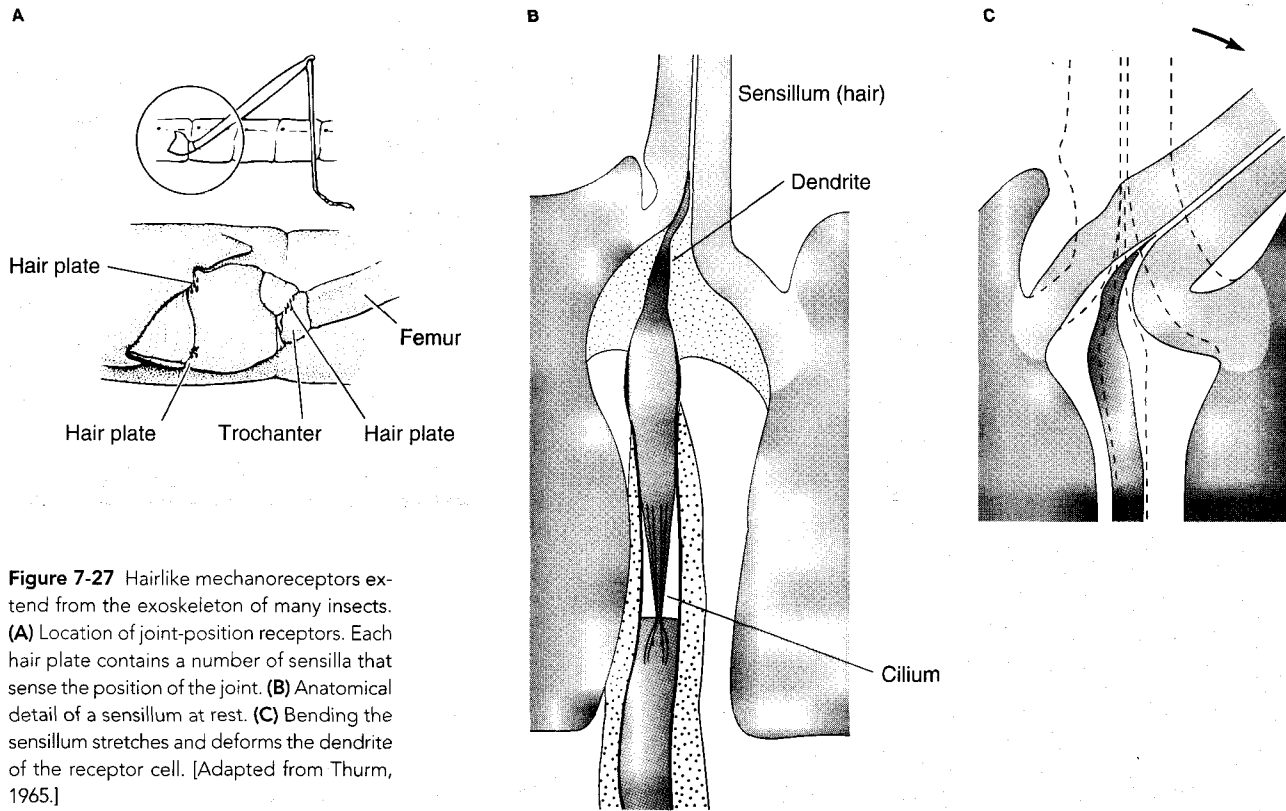 A
B
C
Sensillum (hair)
Dendrite
Hair plate
Femur
Hair plate
Trochanter
Hair plate
Cilium
Figure 7-27 Hairlike mechanoreceptors ex-
tend from the exoskeleton of many insects.
(A) Location of joint-position receptors. Each
hair plate contains a number of sensilla that
sense the position of the joint. (B) Anatomical
detail of a sensillum at rest. (C) Bending the
sensillum stretches and deforms the dendrite
of the receptor cell. [Adapted from Thurm,
1965.]